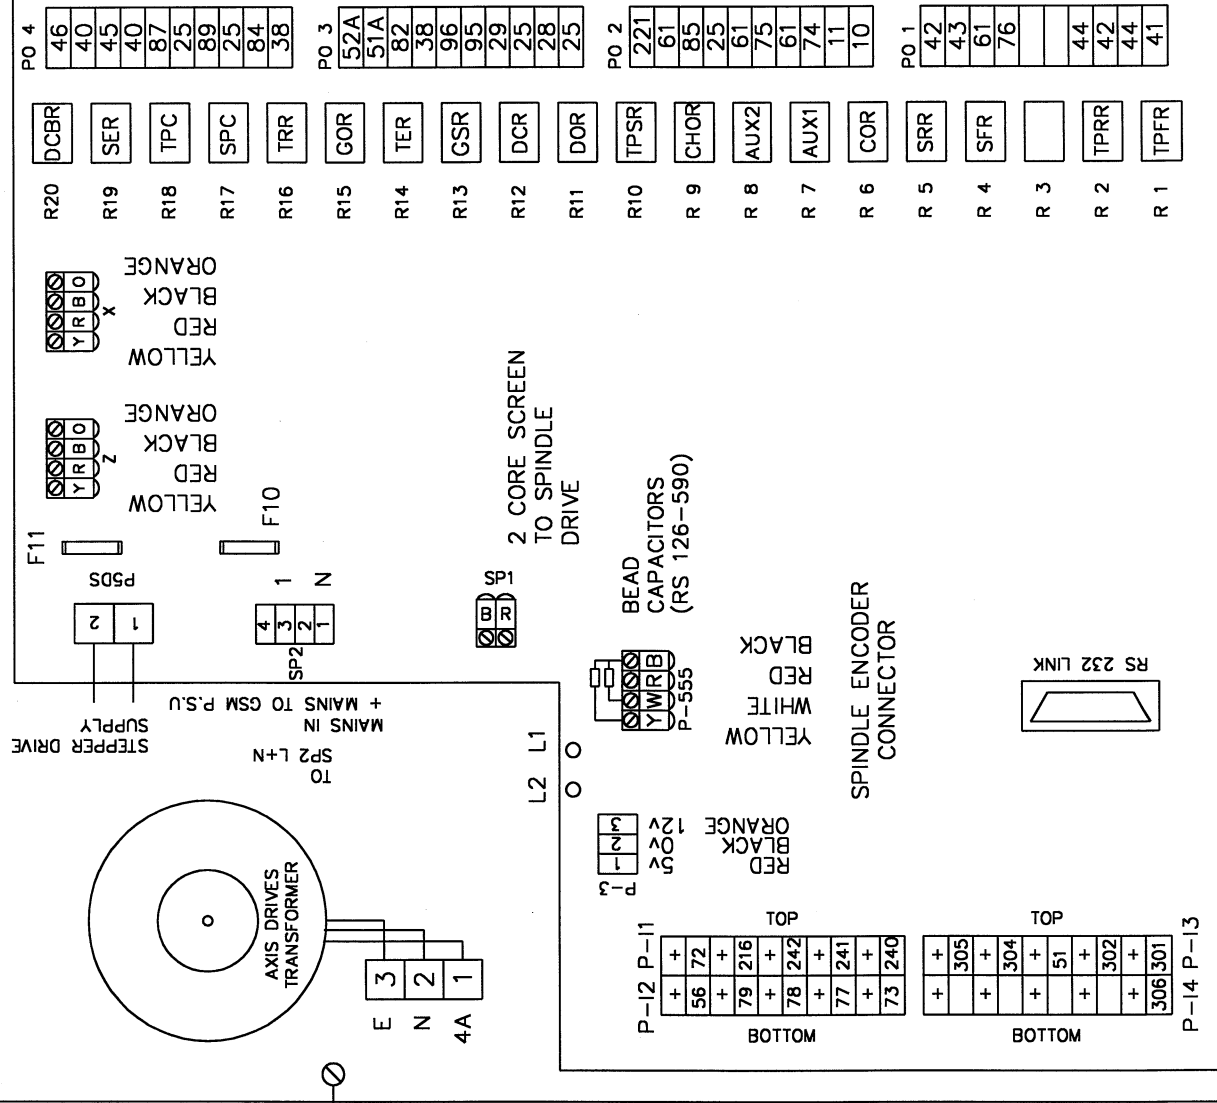 PO 4
46
40
45
40
87
25
89
25
84
38
PO 3
52A
51A
82
38
96
95
29
25
28
25
PO 2
221
61
85
25
61
75
61
74
11
10
PO 1
42
43
61
76
44
42
44
41
DCBR
SER
TPC
SPC
TRR
GOR
TER
GSR
DCR
DOR
TPSR
CHOR
AUX2
AUX1
COR
SRR
SFR
TPRR
TPFR
R20
R19
R18
R17
R16
R15
R14
R13
R12
R11
R10
R 9
R 8
R 7
R 6
R 5
R 4
R 3
R 2
R 1
O
B
R
Y
X
ORANGE
BLACK
RED
YELLOW
O
B
R
Y
Z
ORANGE
BLACK
RED
YELLOW
F11
F10
P5DS
2
1
1
N
4
3
2
1
SP2
2 CORE SCREEN
TO SPINDLE
DRIVE
SP1
B
R
BEAD
CAPACITORS
(RS 126-590)
B
R
W
Y
P-555
BLACK
RED
WHITE
YELLOW
SPINDLE ENCODER
CONNECTOR
RS 232 LINK
STEPPER DRIVE
SUPPLY
MAINS IN
+ MAINS TO GSM P.S.U
TO
SP2 L+N
L1
L2
AXIS DRIVES
TRANSFORMER
3
2
1
E
N
4A
3
2
1
P-3
12v
0v
5v
ORANGE
BLACK
RED
TOP
P-11
+
72
+
216
+
242
+
241
+
240
P-12
+
56
+
79
+
78
+
77
+
73
BOTTOM
TOP
+
305
+
304
+
51
+
302
+
301
P-13
+
+
+
+
+
306
P-14
BOTTOM